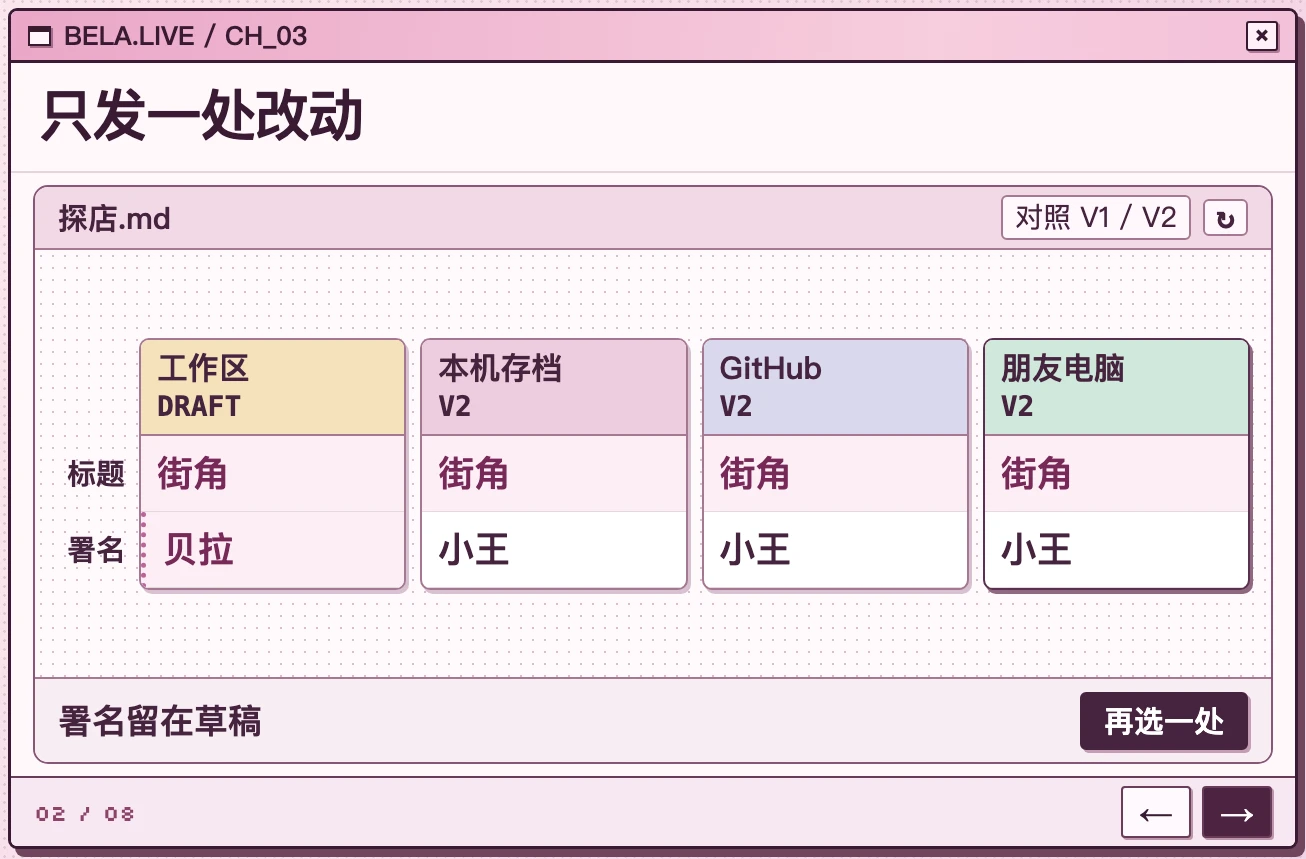 BELA.LIVE / CH_03
只发一处改动
探店.md
对照 V1 / V2
↻
工作区
DRAFT
本机存档
V2
GitHub
V2
朋友电脑
V2
标题
街角
街角
街角
街角
署名
贝拉
小王
小王
小王
署名留在草稿
再选一处
02 / 08
← →